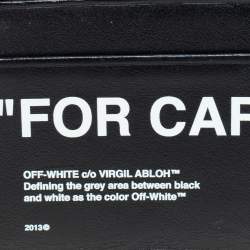 "FOR CAR
OFF-WHITE c/o VIRGIL ABLOH™
Defining the grey area between black
and white as the color Off-White™
2013©